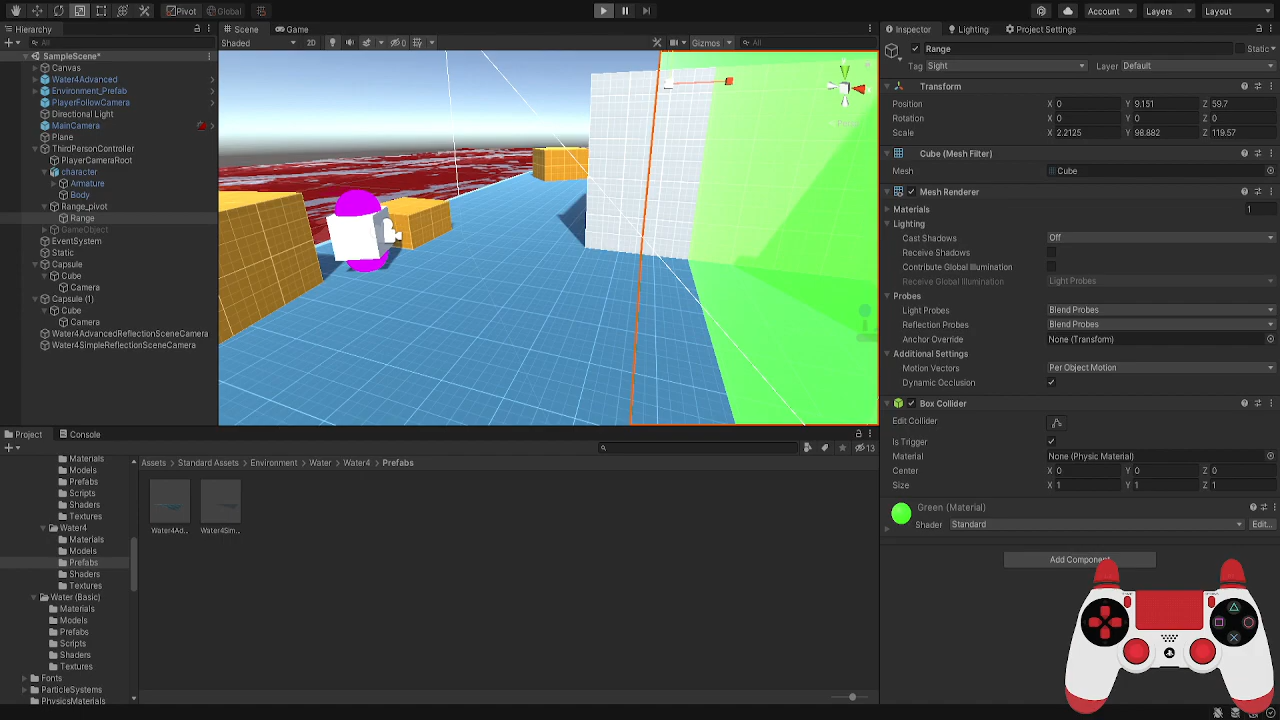 Pivot Global Account Layers Layout
Hierarchy Scene Game Inspector Lighting Project Settings
All Shaded 2D 0 Gizmos All
SampleScene*
Canvas
Water4Advanced
Environment_Prefab
PlayerFollowCamera
Directional Light
MainCamera
Plane
ThirdPersonController
PlayerCameraRoot
character
Armature
Body
Range_pivot
Range
GameObject
EventSystem
Static
Capsule
Cube
Camera
Capsule (1)
Cube
Camera
Water4AdvancedReflectionSceneCamera
Water4SimpleReflectionSceneCamera
Range Static
Tag Sight Layer Default
Transform
Position X 0 Y 9.151 Z 59.7
Rotation X 0 Y 0 Z 0
Scale X 2.2125 Y 98.882 Z 119.57
Cube (Mesh Filter)
Mesh Cube
Mesh Renderer
Materials 1
Lighting
Cast Shadows Off
Receive Shadows
Contribute Global Illumination
Receive Global Illumination Light Probes
Probes
Light Probes Blend Probes
Reflection Probes Blend Probes
Anchor Override None (Transform)
Additional Settings
Motion Vectors Per Object Motion
Dynamic Occlusion
Box Collider
Edit Collider
Is Trigger
Material None (Physic Material)
Center X 0 Y 0 Z 0
Size X 1 Y 1 Z 1
Green (Material)
Shader Standard Edit...
Add Component
Project Console
13
Assets > Standard Assets > Environment > Water > Water4 > Prefabs
Materials
Models
Prefabs
Scripts
Shaders
Textures
Water4
Materials
Models
Prefabs
Shaders
Textures
Water (Basic)
Materials
Models
Prefabs
Scripts
Shaders
Textures
Fonts
ParticleSystems
PhysicsMaterials
Water4Ad... Water4Sim...